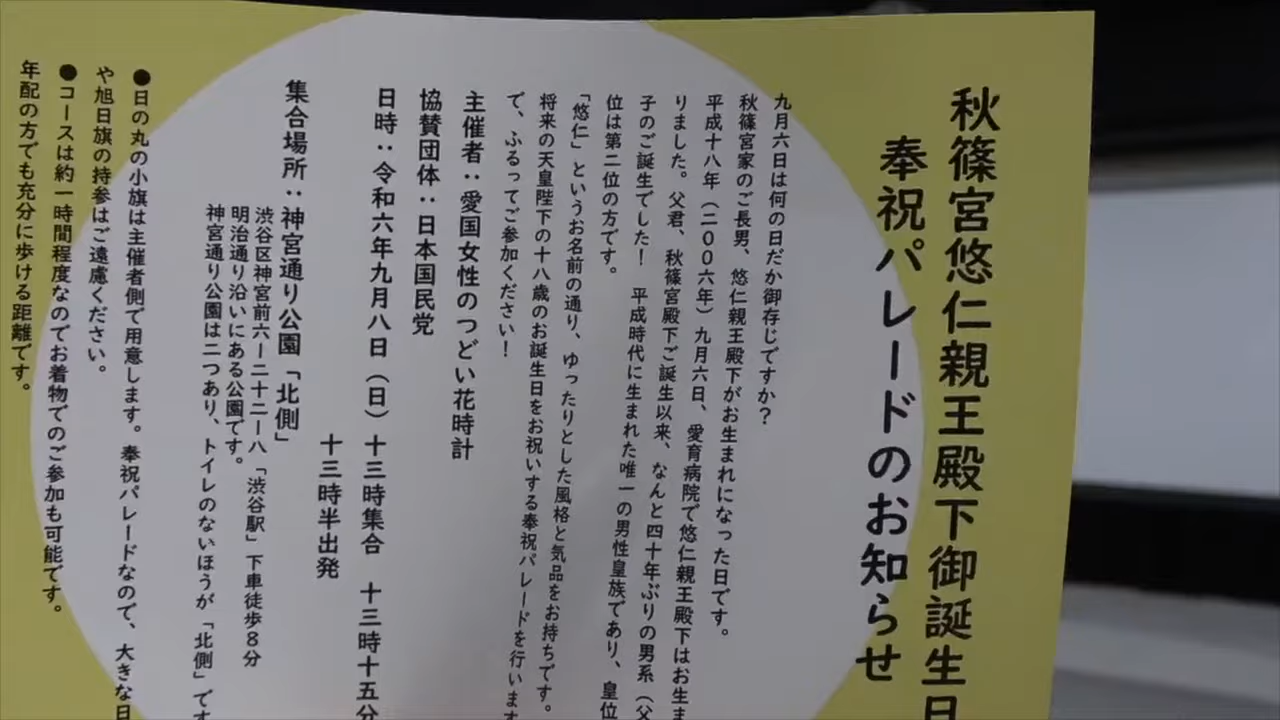 秋篠宮悠仁親王殿下御誕生日
奉祝パレードのお知らせ
九月六日は何の日だか御存じですか？
秋篠宮家のご長男、悠仁親王殿下がお生まれになった日です。
平成十八年（二００六年）九月六日、愛育病院で悠仁親王殿下はお生ま
りました。父君、秋篠宮殿下ご誕生以来、なんと四十年ぶりの男系（父
子のご誕生でした！　平成時代に生まれた唯一の男性皇族であり、皇位
位は第二位の方です。
「悠仁」というお名前の通り、ゆったりとした風格と気品をお持ちです。
将来の天皇陛下の十八歳のお誕生日をお祝いする奉祝パレードを行います
で、ふるってご参加ください！
主催者：愛国女性のつどい花時計
協賛団体：日本国民党
日時：令和六年九月八日（日）十三時集合　十三時十五分
十三時半出発
集合場所：神宮通り公園「北側」
渋谷区神宮前六ー二十二ー八「渋谷駅」下車徒歩８分
明治通り沿いにある公園です。
神宮通り公園は二つあり、トイレのないほうが「北側」です
●日の丸の小旗は主催者側で用意します。奉祝パレードなので、大きな日
や旭日旗の持参はご遠慮ください。
●コースは約一時間程度なのでお着物でのご参加も可能です。
年配の方でも充分に歩ける距離です。